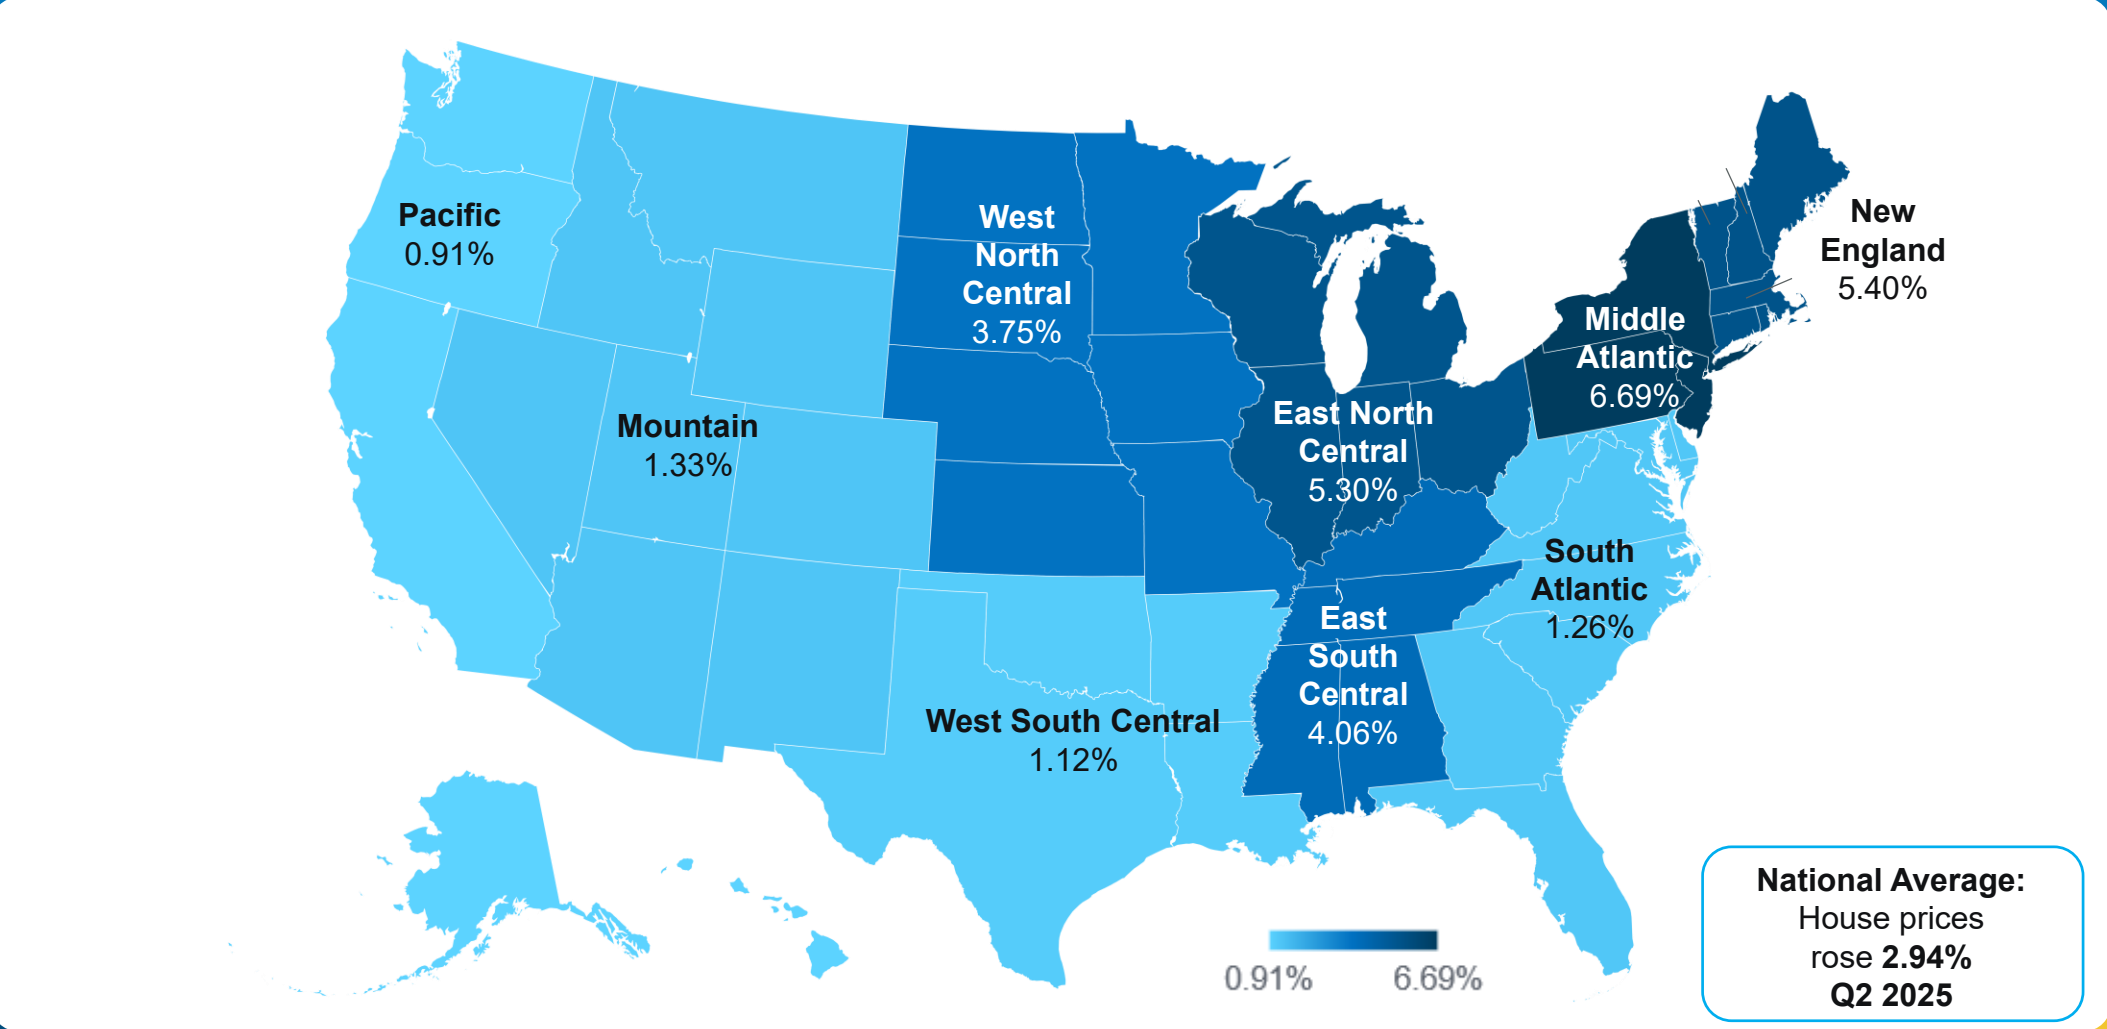 Pacific
0.91%
Mountain
1.33%
West
North
Central
3.75%
West South Central
1.12%
East North
Central
5.30%
East
South
Central
4.06%
South
Atlantic
1.26%
Middle
Atlantic
6.69%
New
England
5.40%
0.91% 6.69%
National Average:
House prices
rose 2.94%
Q2 2025